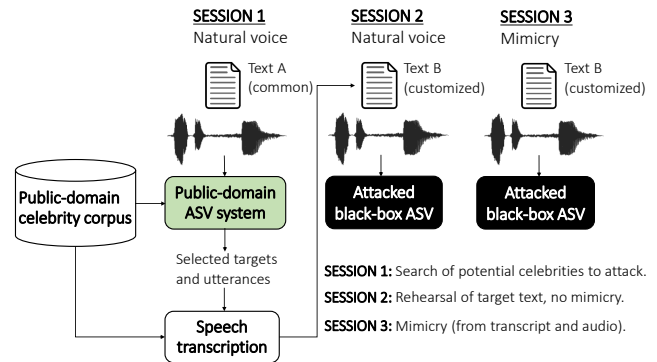 SESSION 1
Natural voice
SESSION 2
Natural voice
SESSION 3
Mimicry
Text A
(common)
Text B
(customized)
Text B
(customized)
Public-domain
celebrity corpus
Public-domain
ASV system
Attacked
black-box ASV
Attacked
black-box ASV
Selected targets
and utterances
Speech
transcription
SESSION 1: Search of potential celebrities to attack.
SESSION 2: Rehearsal of target text, no mimicry.
SESSION 3: Mimicry (from transcript and audio).